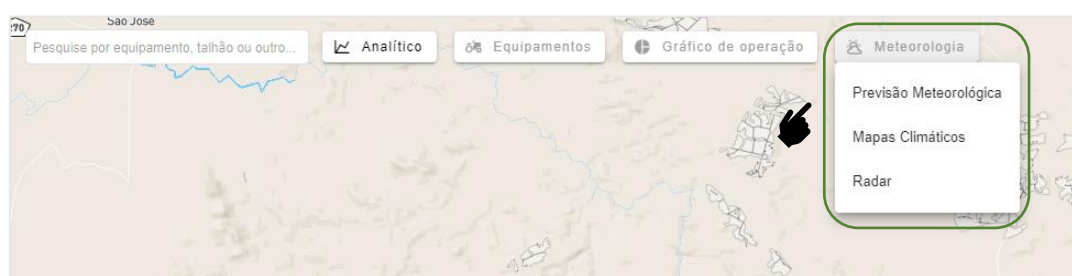 270
São José
Pesquise por equipamento, talhão ou outro...
Analítico
Equipamentos
Gráfico de operação
Meteorologia
Previsão Meteorológica
Mapas Climáticos
Radar